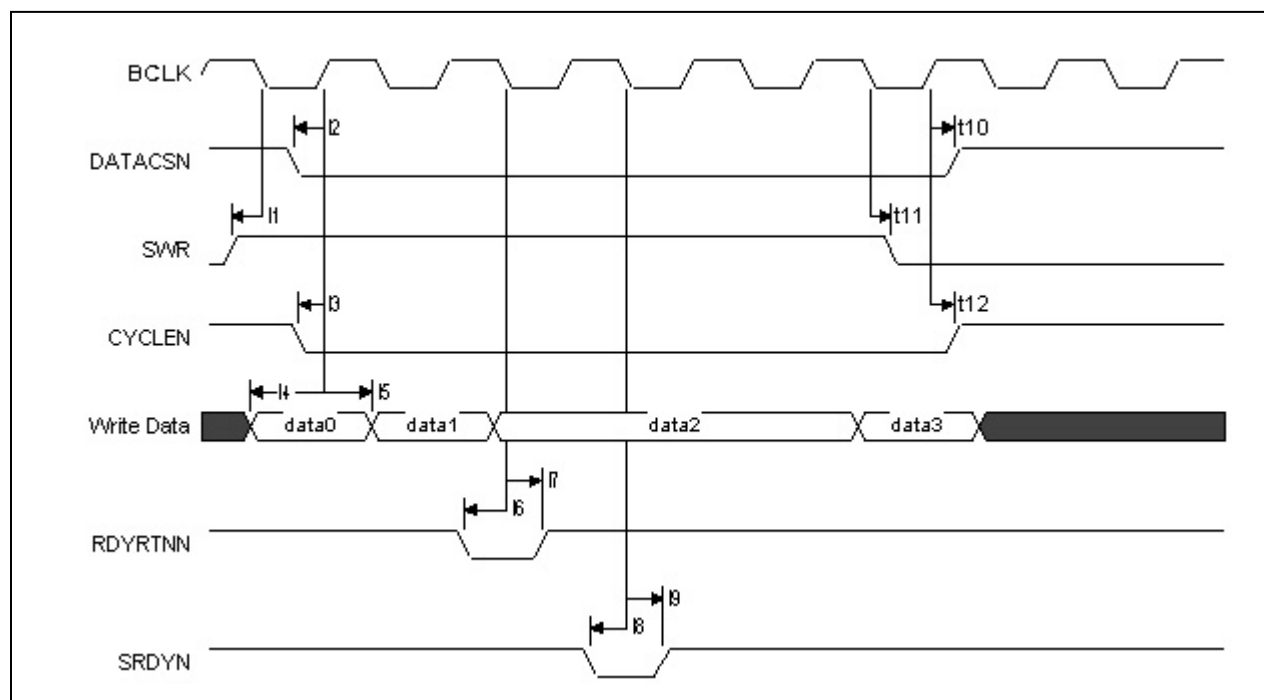 BCLK
t2
t10
DATACSN
t1
t11
SWR
t3
t12
CYCLEN
t4
t5
Write Data
data0
data1
data2
data3
t7
t6
RDYRTNN
t9
t8
SRDYN